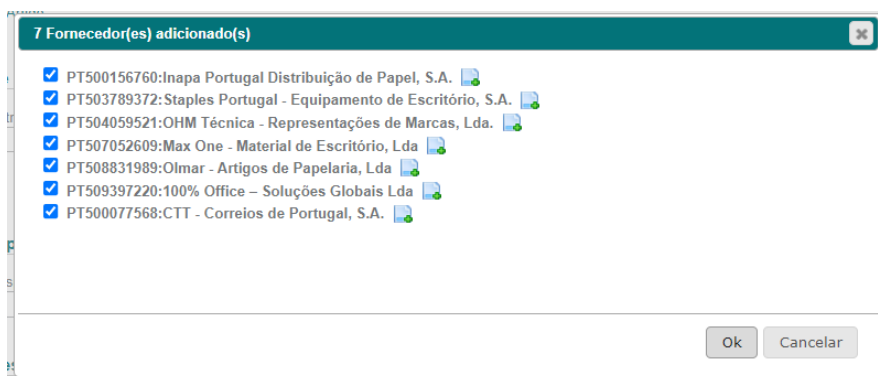 7 Fornecedor(es) adicionado(s)
PT500156760:Inapa Portugal Distribuição de Papel, S.A.
PT503789372:Staples Portugal - Equipamento de Escritório, S.A.
PT504059521:OHM Técnica - Representações de Marcas, Lda.
PT507052609:Max One - Material de Escritório, Lda
PT508831989:Olmar - Artigos de Papelaria, Lda
PT509397220:100% Office – Soluções Globais Lda
PT500077568:CTT - Correios de Portugal, S.A.
Ok Cancelar